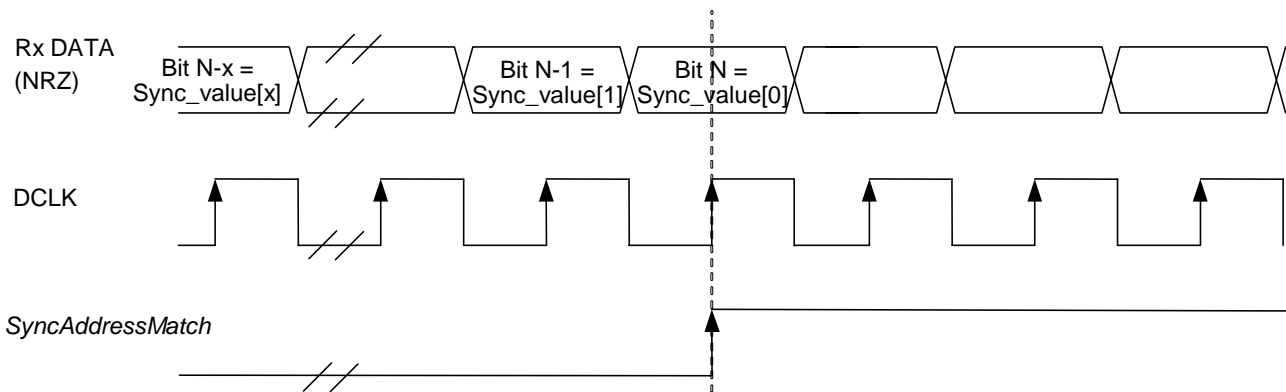 Rx DATA
(NRZ)
Bit N-x =
Sync_value[x]
Bit N-1 =
Sync_value[1]
Bit N =
Sync_value[0]
DCLK
SyncAddressMatch